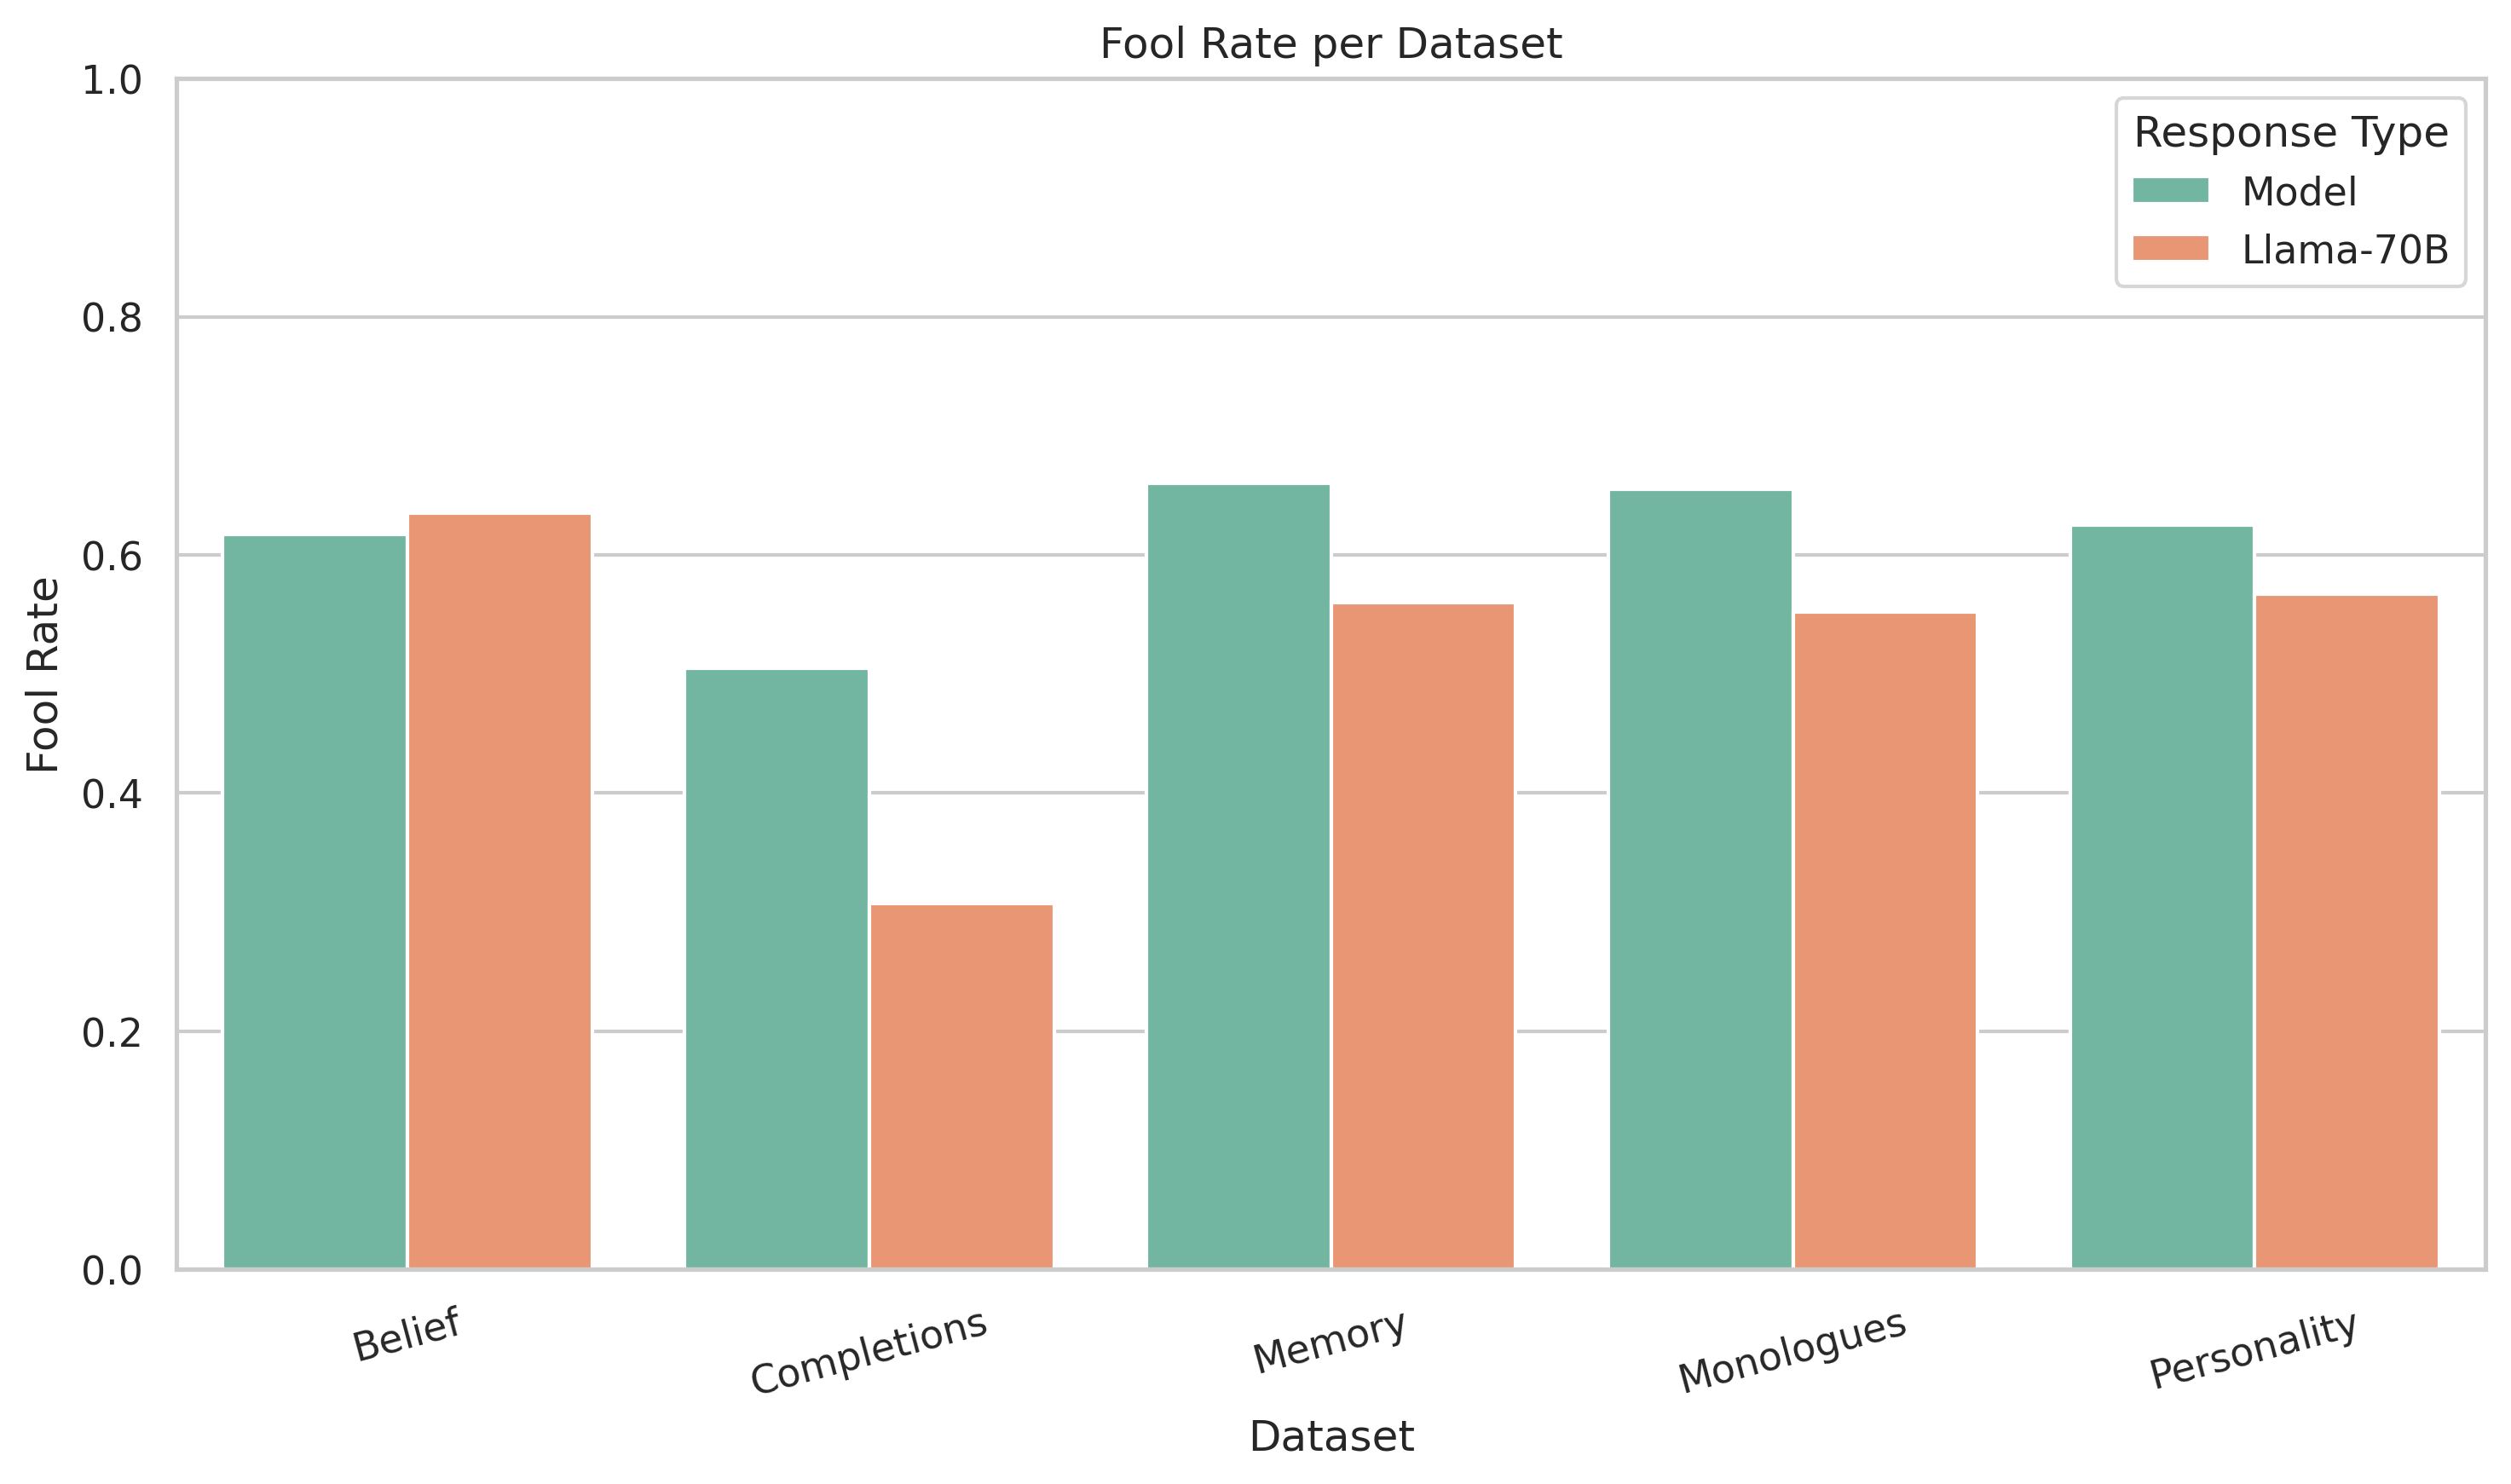 Fool Rate per Dataset
1.0
0.8
0.6
0.4
0.2
0.0
Fool Rate
Response Type
Model
Llama-70B
Belief
Completions
Memory
Monologues
Personality
Dataset